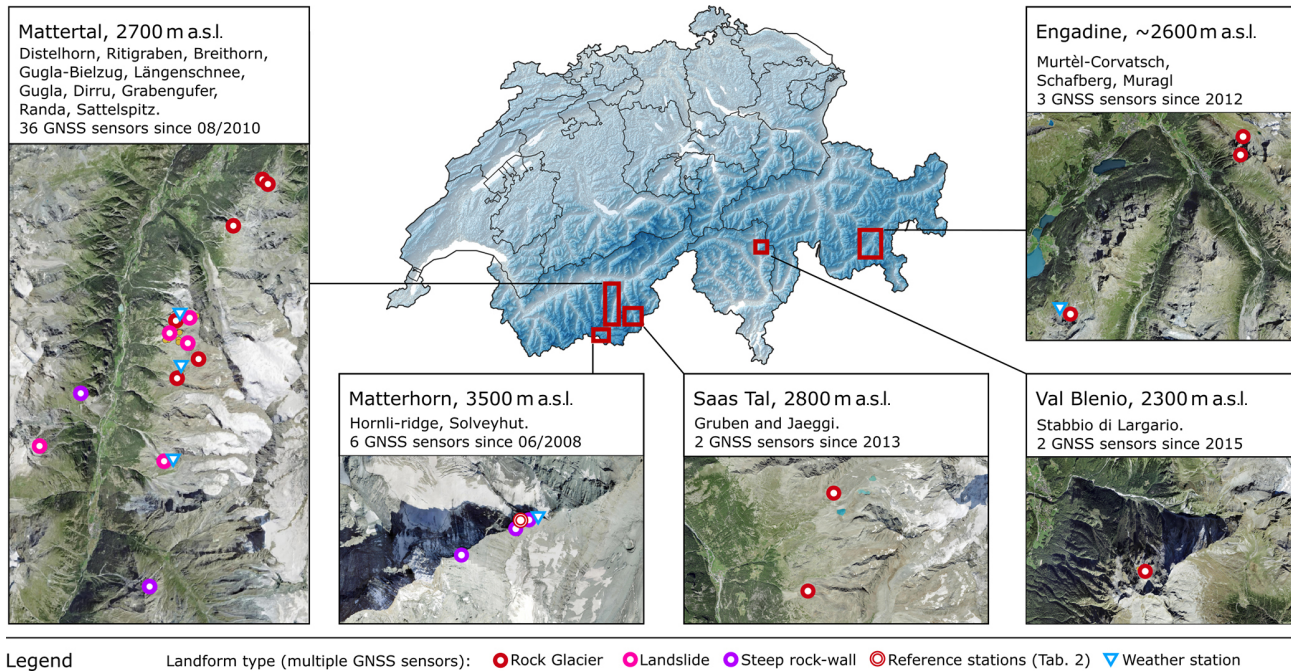 Mattertal, 2700 m a.s.l.
Distelhorn, Ritigraben, Breithorn,
Gugla-Bielzug, Längenschnee,
Gugla, Dirru, Grabengufer,
Randa, Sattelspitz.
36 GNSS sensors since 08/2010
Engadine, ~2600 m a.s.l.
Murtèl-Corvatsch,
Schafberg, Muragl
3 GNSS sensors since 2012
Matterhorn, 3500 m a.s.l.
Hornli-ridge, Solveyhut.
6 GNSS sensors since 06/2008
Saas Tal, 2800 m a.s.l.
Gruben and Jaeggi.
2 GNSS sensors since 2013
Val Blenio, 2300 m a.s.l.
Stabbio di Largario.
2 GNSS sensors since 2015
Legend Landform type (multiple GNSS sensors): Rock Glacier Landslide Steep rock-wall Reference stations (Tab. 2) Weather station